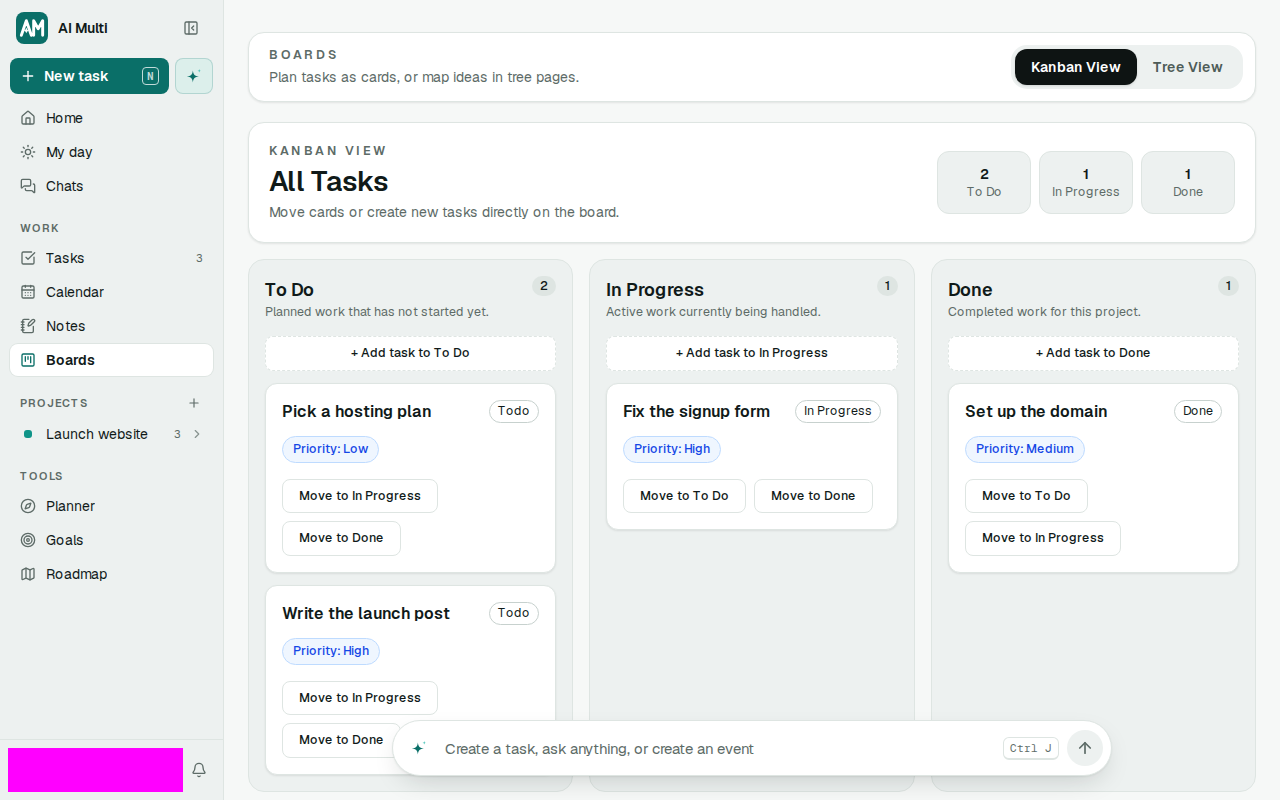 AM AI Multi
New task N
Home
My day
Chats
WORK
Tasks 3
Calendar
Notes
Boards
PROJECTS
Launch website 3
TOOLS
Planner
Goals
Roadmap
BOARDS
Plan tasks as cards, or map ideas in tree pages.
Kanban View Tree View
KANBAN VIEW
All Tasks
Move cards or create new tasks directly on the board.
2
To Do
1
In Progress
1
Done
To Do 2
Planned work that has not started yet.
+ Add task to To Do
Pick a hosting plan Todo
Priority: Low
Move to In Progress
Move to Done
Write the launch post Todo
Priority: High
Move to In Progress
Move to Done
In Progress 1
Active work currently being handled.
+ Add task to In Progress
Fix the signup form In Progress
Priority: High
Move to To Do Move to Done
Done 1
Completed work for this project.
+ Add task to Done
Set up the domain Done
Priority: Medium
Move to To Do
Move to In Progress
Create a task, ask anything, or create an event Ctrl J